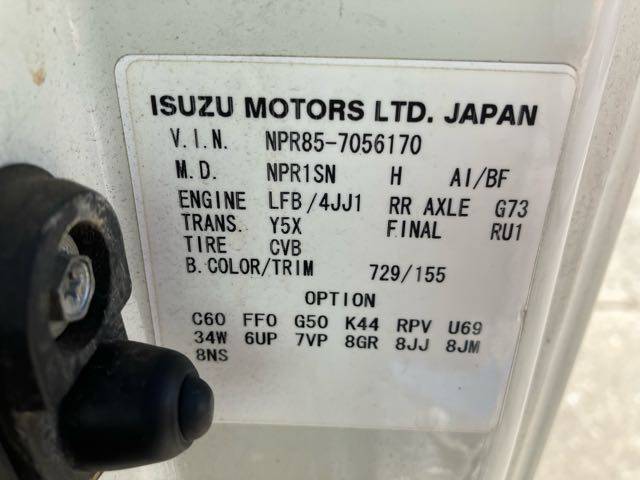 ISUZU MOTORS LTD. JAPAN
V.I.N. NPR85-7056170
M.D. NPR1SN H AI/BF
ENGINE LFB/4JJ1 RR AXLE G73
TRANS. Y5X FINAL RU1
TIRE CVB
B.COLOR/TRIM 729/155
OPTION
C60 FF0 G50 K44 RPV U69
34W 6UP 7VP 8GR 8JJ 8JM
8NS